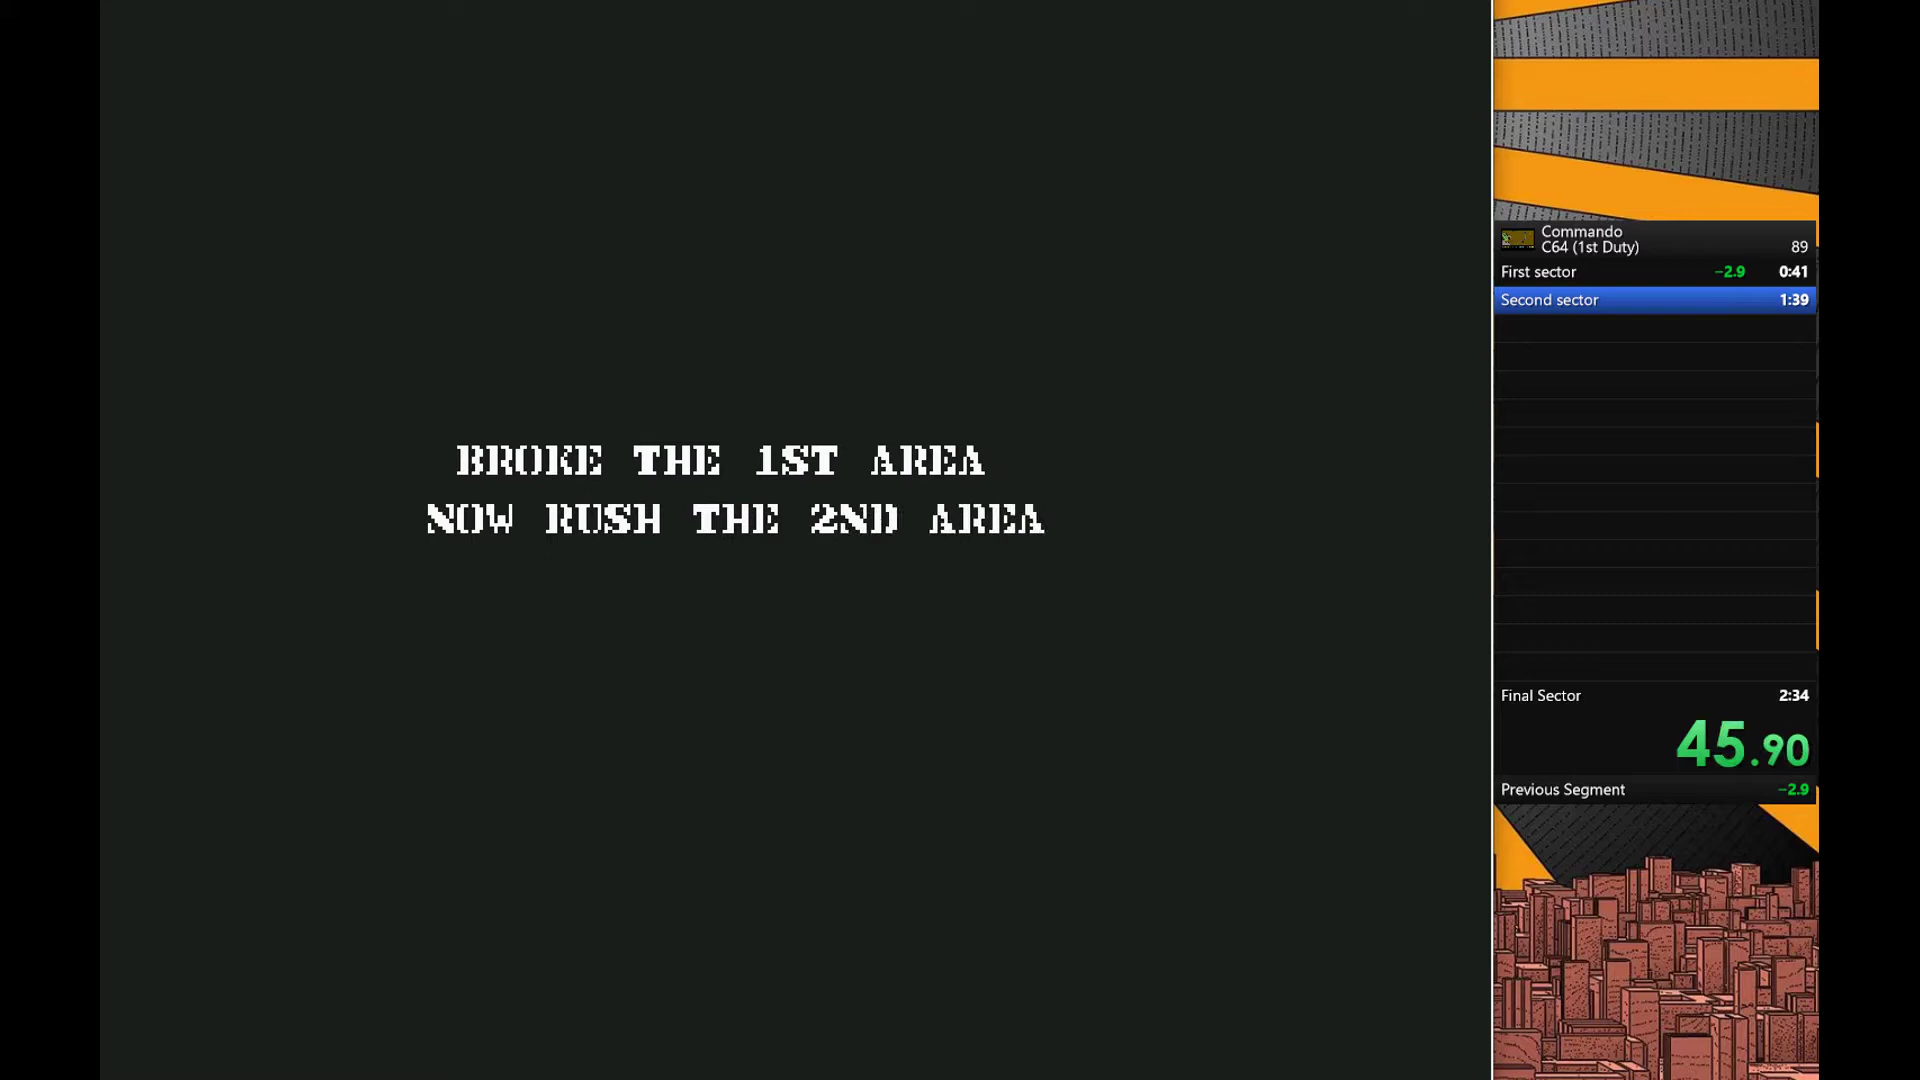 BROKE THE 1ST AREA
NOW RUSH THE 2ND AREA
Commando
C64 (1st Duty) 89
First sector -2.9 0:41
Second sector 1:39
Final Sector 2:34
45.90
Previous Segment -2.9